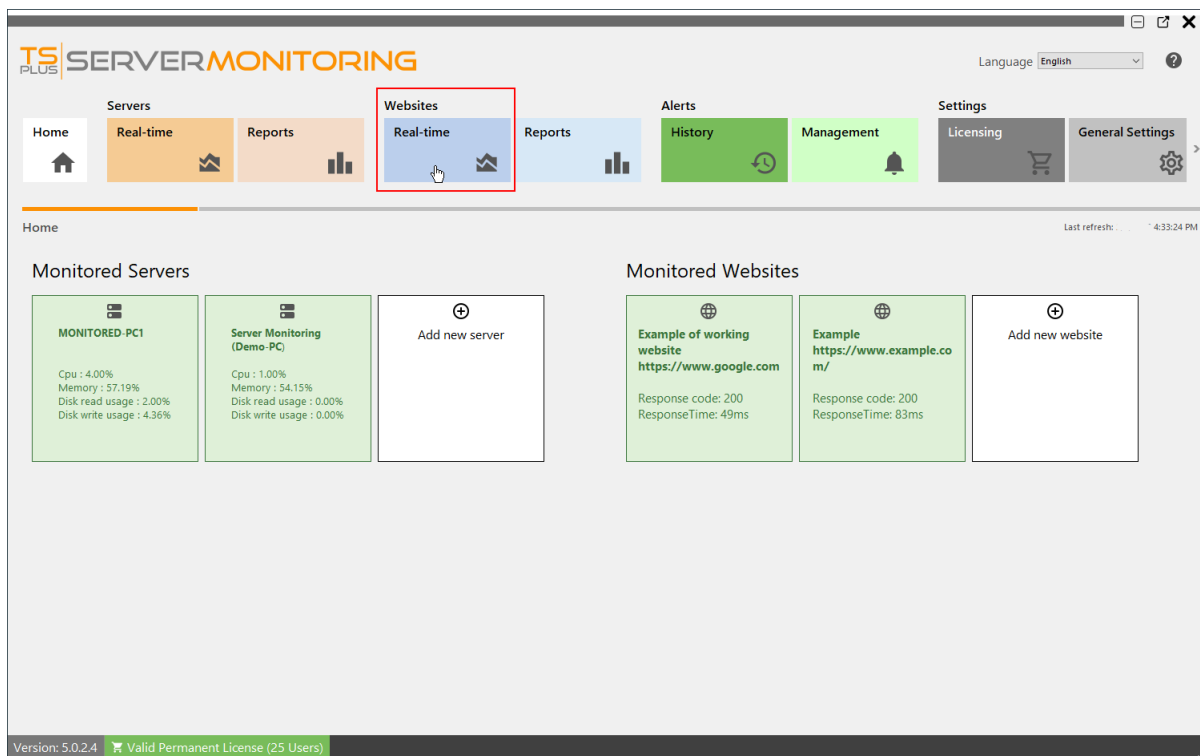 TS PLUS SERVERMONITORING
Language English
Servers
Websites
Alerts
Settings
Home
Real-time
Reports
Real-time
Reports
History
Management
Licensing
General Settings
Home
Last refresh: 4:33:24 PM
Monitored Servers
Monitored Websites
MONITORED-PC1
Cpu : 4.00%
Memory : 57.19%
Disk read usage : 2.00%
Disk write usage : 4.36%
Server Monitoring
(Demo-PC)
Cpu : 1.00%
Memory : 54.15%
Disk read usage : 0.00%
Disk write usage : 0.00%
Add new server
Example of working
website
https://www.google.com
Response code: 200
ResponseTime: 49ms
Example
https://www.example.co
m/
Response code: 200
ResponseTime: 83ms
Add new website
Version: 5.0.2.4
Valid Permanent License (25 Users)